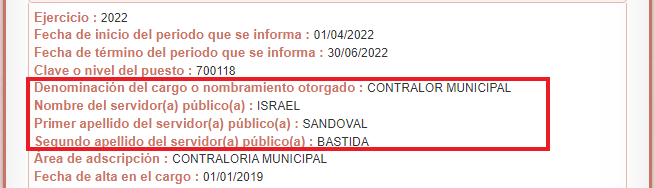 Ejercicio : 2022
Fecha de inicio del periodo que se informa : 01/04/2022
Fecha de término del periodo que se informa : 30/06/2022
Clave o nivel del puesto : 700118
Denominación del cargo o nombramiento otorgado : CONTRALOR MUNICIPAL
Nombre del servidor(a) público(a) : ISRAEL
Primer apellido del servidor(a) público(a) : SANDOVAL
Segundo apellido del servidor(a) público(a) : BASTIDA
Área de adscripción : CONTRALORIA MUNICIPAL
Fecha de alta en el cargo : 01/01/2019